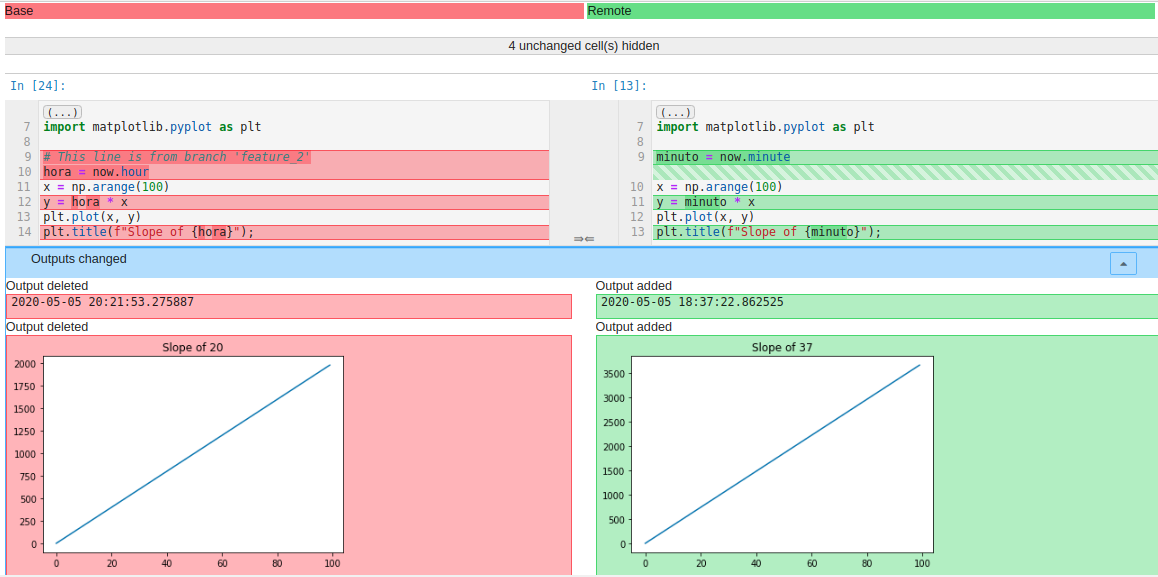 Base
Remote
4 unchanged cell(s) hidden
In [24]:
(...)
7 import matplotlib.pyplot as plt
8
9 # This line is from branch 'feature_2'
10 hora = now.hour
11 x = np.arange(100)
12 y = hora * x
13 plt.plot(x, y)
14 plt.title(f"Slope of {hora}");
In [13]:
(...)
7 import matplotlib.pyplot as plt
8
9 minuto = now.minute
10 x = np.arange(100)
11 y = minuto * x
12 plt.plot(x, y)
13 plt.title(f"Slope of {minuto}");
Outputs changed
Output deleted
2020-05-05 20:21:53.275887
Output deleted
Slope of 20
2000
1750
1500
1250
1000
750
500
250
0
0 20 40 60 80 100
Output added
2020-05-05 18:37:22.862525
Output added
Slope of 37
3500
3000
2500
2000
1500
1000
500
0
0 20 40 60 80 100